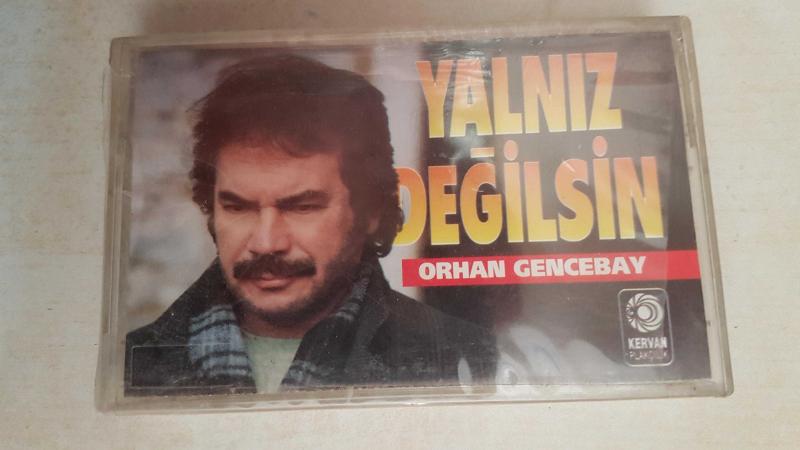 YALNIZ
DEĞİLSİN
ORHAN GENCEBAY
KERVAN
PLAKÇILIK